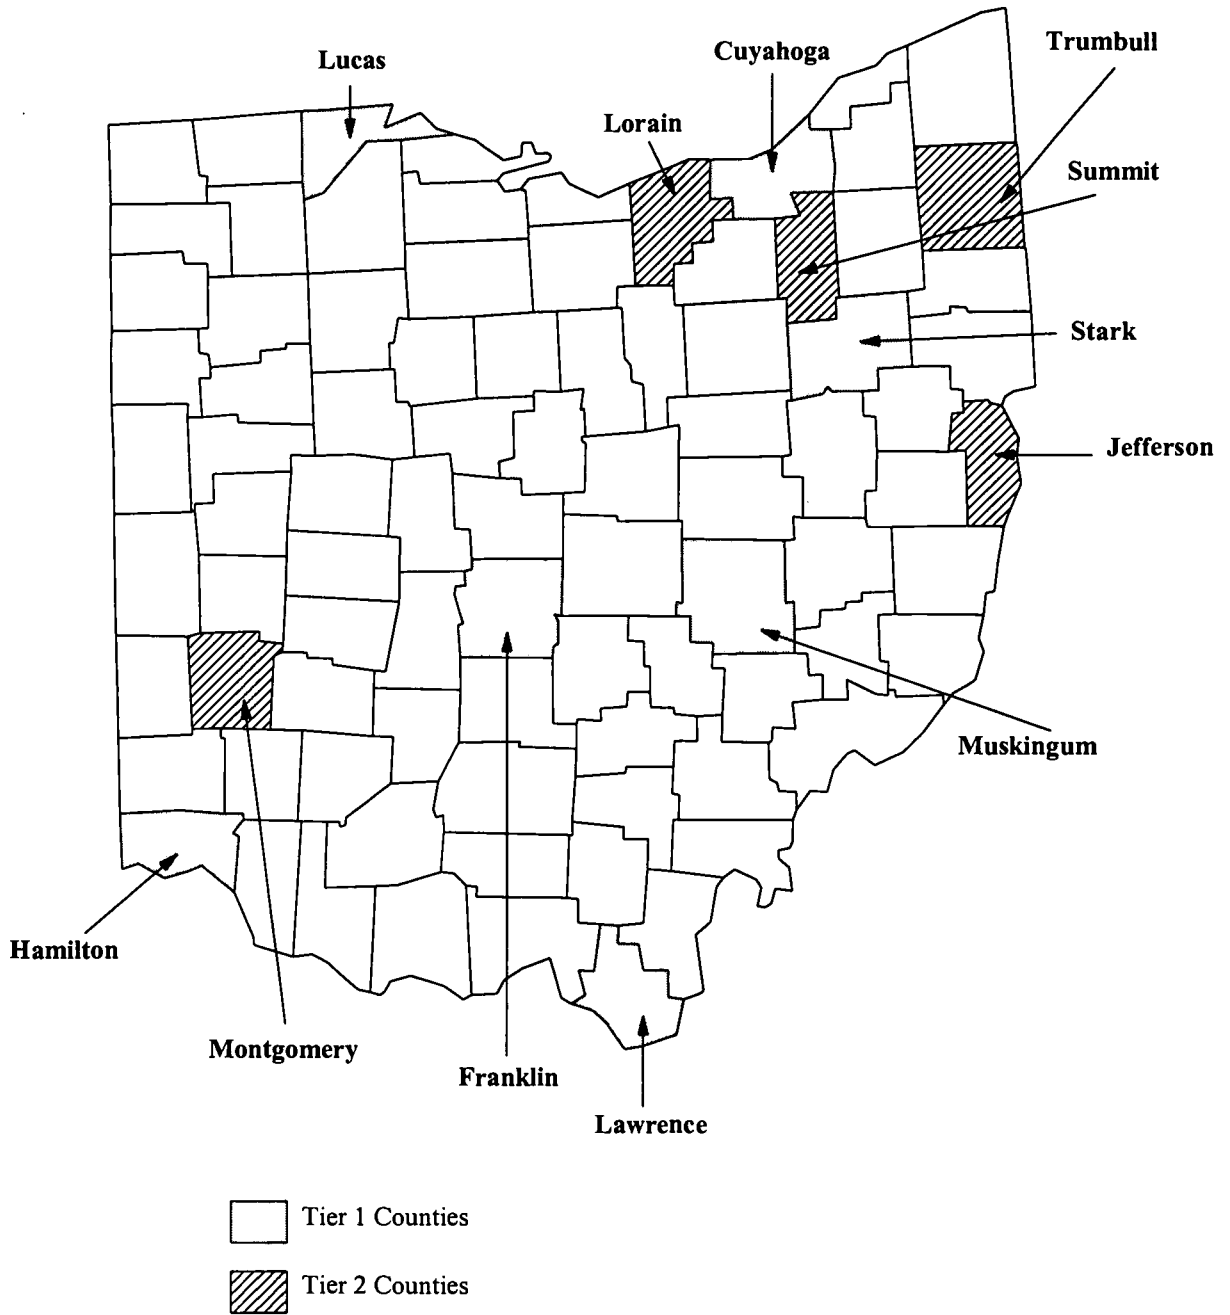 Trumbull
Cuyahoga
Lucas
Lorain
Summit
Stark
Jefferson
Muskingum
Hamilton
Montgomery
Franklin
Lawrence
Tier 1 Counties
Tier 2 Counties